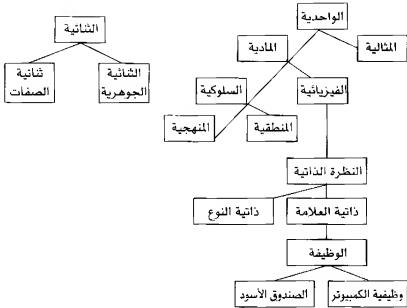 الواحدية
الثنائية
المادية
المثالية
ثنائية
الصفات
الثنائية
الجوهرية
السلوكية
الفيزيائية
المنهجية
المنطقية
النظرة الذاتية
ذاتية النوع
ذاتية العلامة
الوظيفة
الصندوق الأسود
وظيفية الكمبيوتر